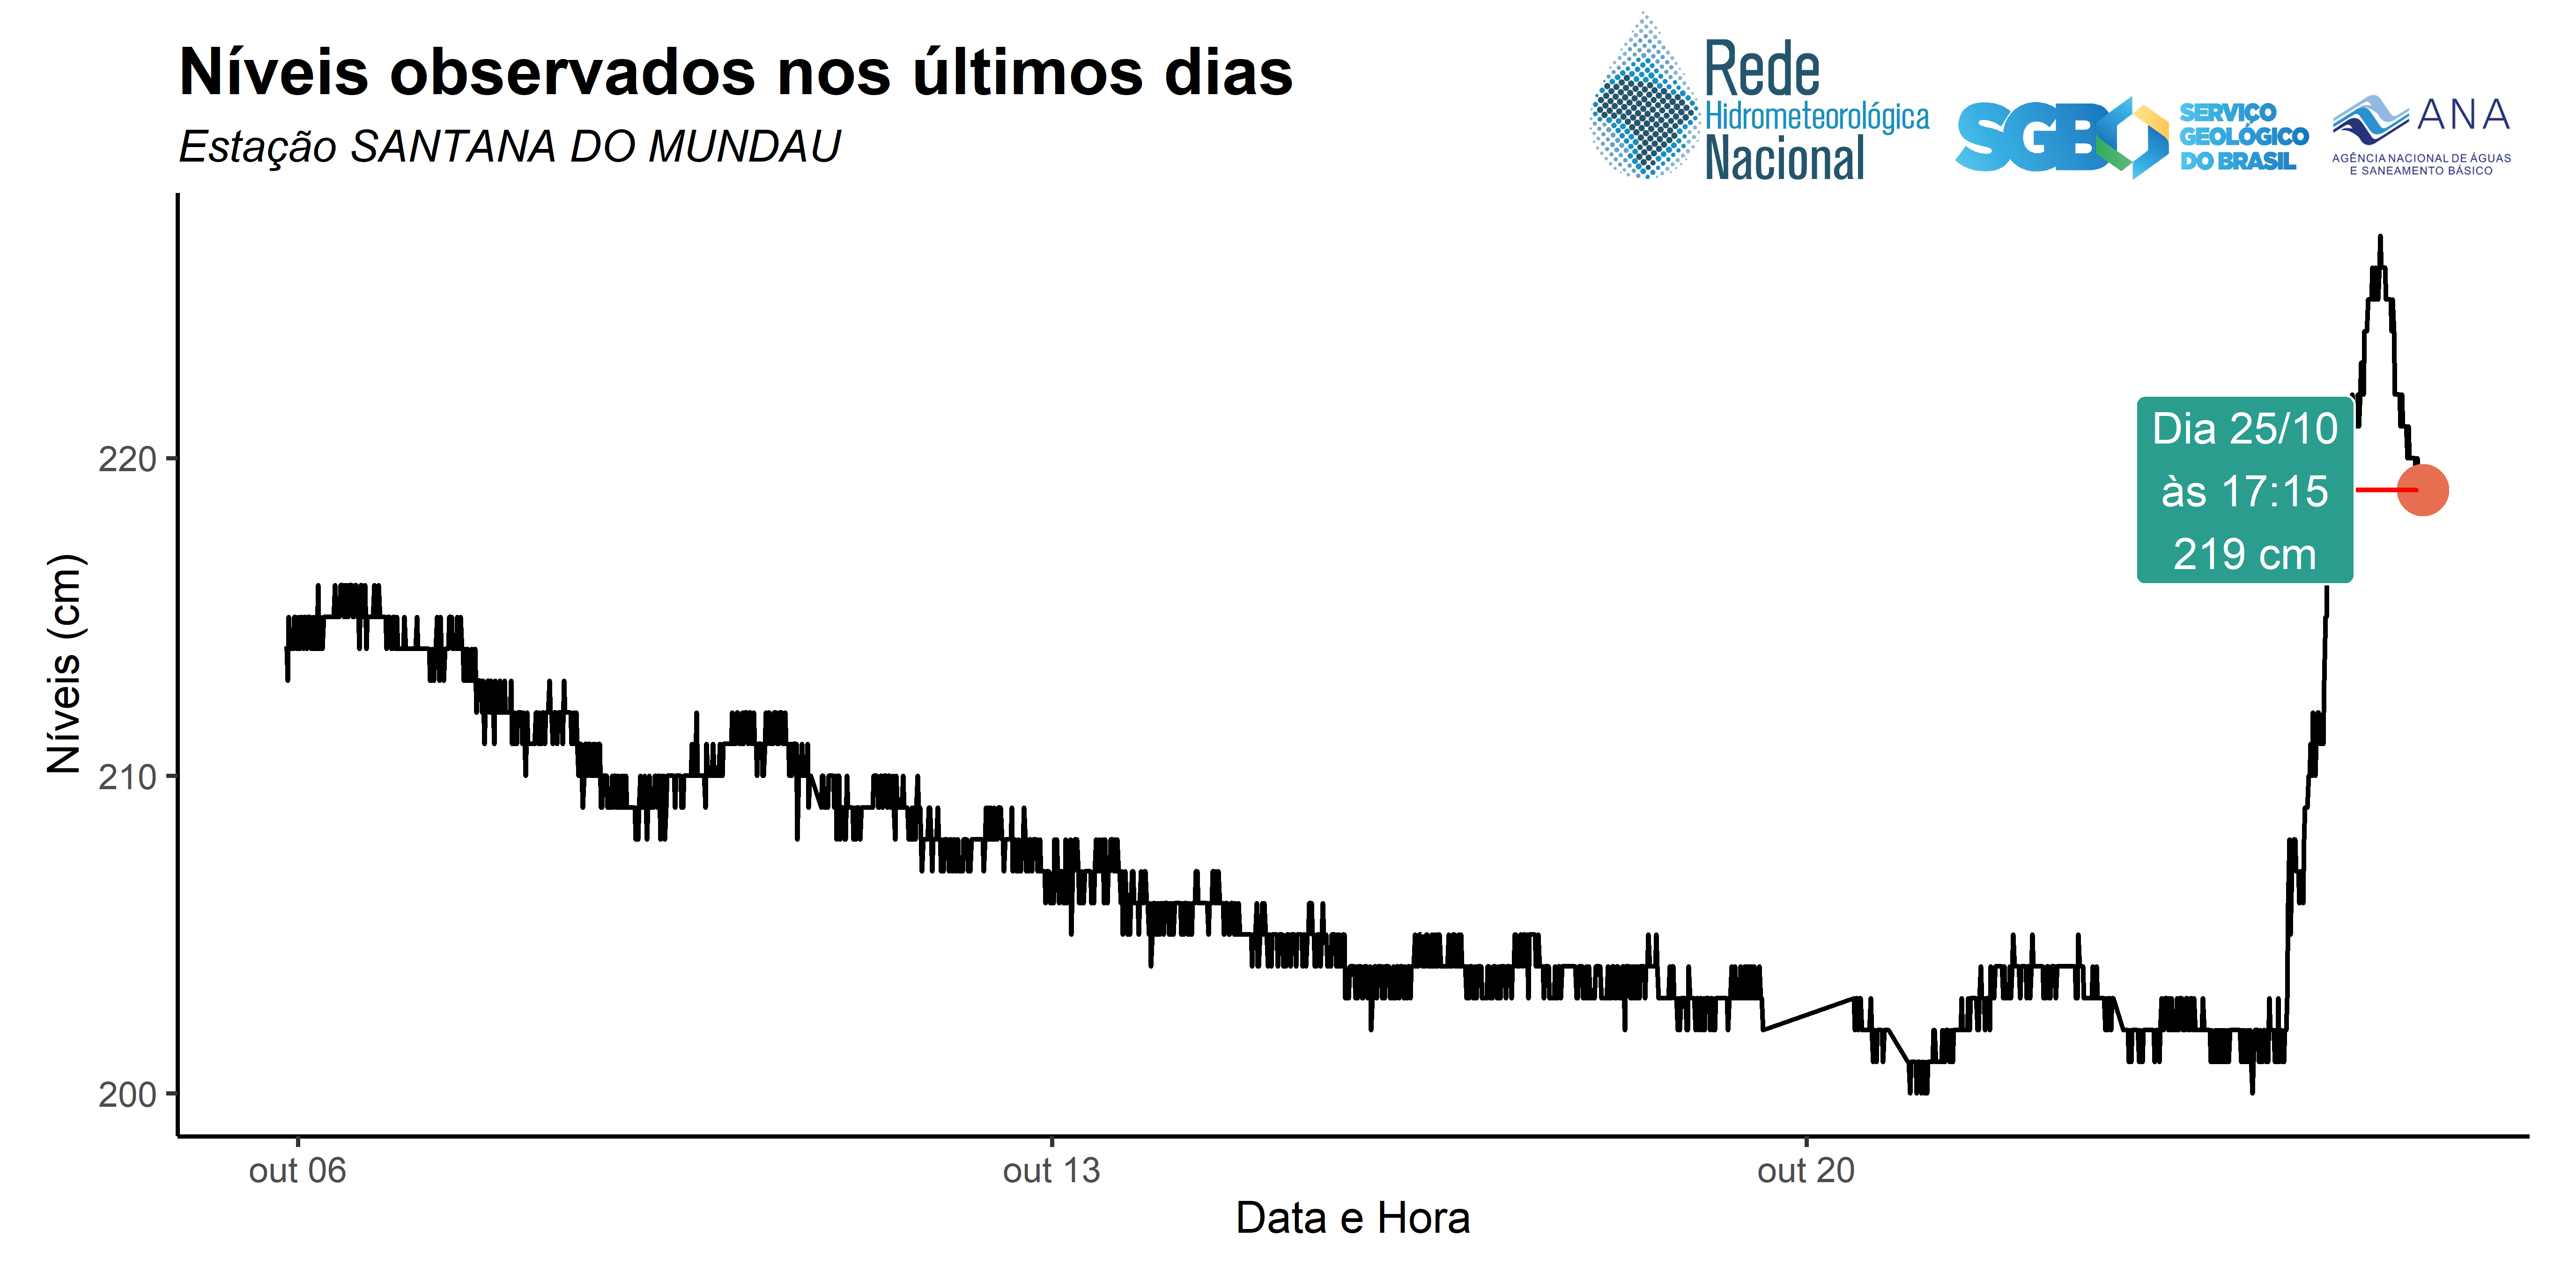 Níveis observados nos últimos dias
Estação SANTANA DO MUNDAU
Rede
Hidrometeorológica
Nacional
SGB
SERVIÇO
GEOLÓGICO
DO BRASIL
ANA
AGÊNCIA NACIONAL DE ÁGUAS
E SANEAMENTO BÁSICO
Níveis (cm)
220
210
200
Dia 25/10
às 17:15
219 cm
out 06
out 13
out 20
Data e Hora